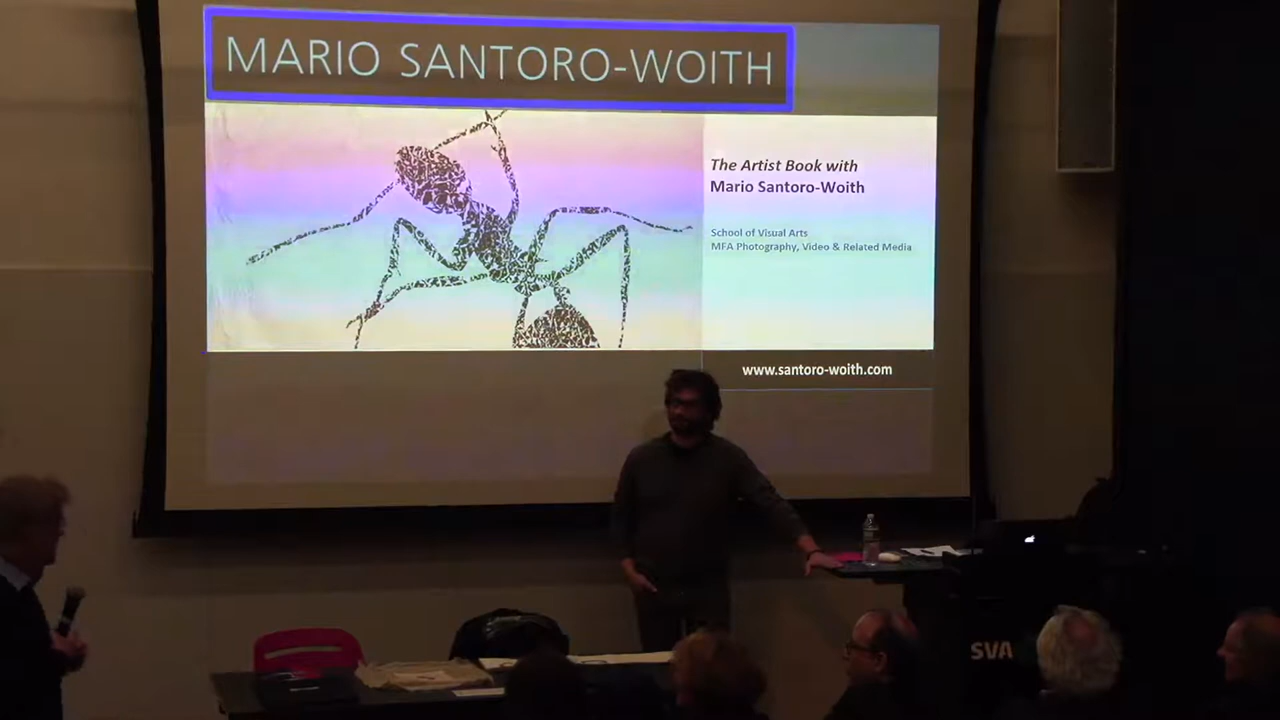 MARIO SANTORO-WOITH
The Artist Book with
Mario Santoro-Woith
School of Visual Arts
MFA Photography, Video & Related Media
www.santoro-woith.com
SVA